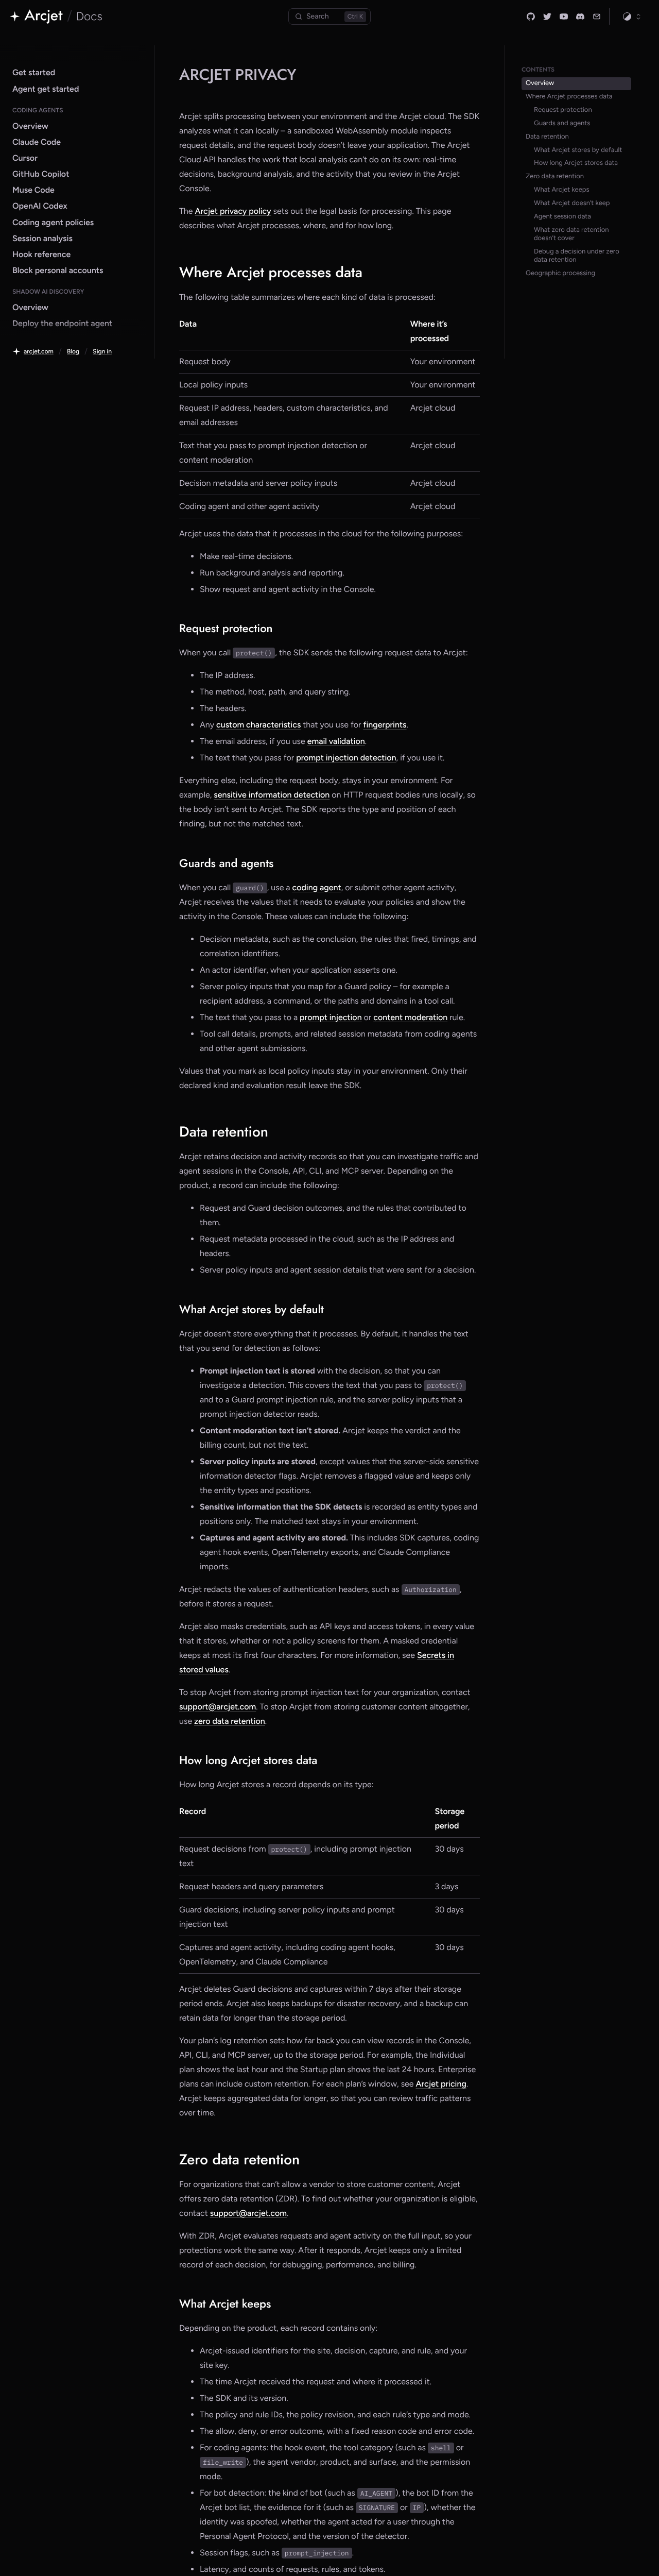 Arcjet / Docs
Search Ctrl K
Get started
Agent get started
CODING AGENTS
Overview
Claude Code
Cursor
GitHub Copilot
Muse Code
OpenAI Codex
Coding agent policies
Session analysis
Hook reference
Block personal accounts
SHADOW AI DISCOVERY
Overview
Deploy the endpoint agent
arcjet.com / Blog / Sign in
ARCJET PRIVACY
Arcjet splits processing between your environment and the Arcjet cloud. The SDK
analyzes what it can locally – a sandboxed WebAssembly module inspects
request details, and the request body doesn't leave your application. The Arcjet
Cloud API handles the work that local analysis can't do on its own: real-time
decisions, background analysis, and the activity that you review in the Arcjet
Console.
The Arcjet privacy policy sets out the legal basis for processing. This page
describes what Arcjet processes, where, and for how long.
Where Arcjet processes data
The following table summarizes where each kind of data is processed:
Data Where it's
processed
Request body Your environment
Local policy inputs Your environment
Request IP address, headers, custom characteristics, and Arcjet cloud
email addresses
Text that you pass to prompt injection detection or Arcjet cloud
content moderation
Decision metadata and server policy inputs Arcjet cloud
Coding agent and other agent activity Arcjet cloud
Arcjet uses the data that it processes in the cloud for the following purposes:
• Make real-time decisions.
• Run background analysis and reporting.
• Show request and agent activity in the Console.
Request protection
When you call protect(), the SDK sends the following request data to Arcjet:
• The IP address.
• The method, host, path, and query string.
• The headers.
• Any custom characteristics that you use for fingerprints.
• The email address, if you use email validation.
• The text that you pass for prompt injection detection, if you use it.
Everything else, including the request body, stays in your environment. For
example, sensitive information detection on HTTP request bodies runs locally, so
the body isn't sent to Arcjet. The SDK reports the type and position of each
finding, but not the matched text.
Guards and agents
When you call guard(), use a coding agent, or submit other agent activity,
Arcjet receives the values that it needs to evaluate your policies and show the
activity in the Console. These values can include the following:
• Decision metadata, such as the conclusion, the rules that fired, timings, and
correlation identifiers.
• An actor identifier, when your application asserts one.
• Server policy inputs that you map for a Guard policy – for example a
recipient address, a command, or the paths and domains in a tool call.
• The text that you pass to a prompt injection or content moderation rule.
• Tool call details, prompts, and related session metadata from coding agents
and other agent submissions.
Values that you mark as local policy inputs stay in your environment. Only their
declared kind and evaluation result leave the SDK.
Data retention
Arcjet retains decision and activity records so that you can investigate traffic and
agent sessions in the Console, API, CLI, and MCP server. Depending on the
product, a record can include the following:
• Request and Guard decision outcomes, and the rules that contributed to
them.
• Request metadata processed in the cloud, such as the IP address and
headers.
• Server policy inputs and agent session details that were sent for a decision.
What Arcjet stores by default
Arcjet doesn't store everything that it processes. By default, it handles the text
that you send for detection as follows:
• Prompt injection text is stored with the decision, so that you can
investigate a detection. This covers the text that you pass to protect()
and to a Guard prompt injection rule, and the server policy inputs that a
prompt injection detector reads.
• Content moderation text isn't stored. Arcjet keeps the verdict and the
billing count, but not the text.
• Server policy inputs are stored, except values that the server-side sensitive
information detector flags. Arcjet removes a flagged value and keeps only
the entity types and positions.
• Sensitive information that the SDK detects is recorded as entity types and
positions only. The matched text stays in your environment.
• Captures and agent activity are stored. This includes SDK captures, coding
agent hook events, OpenTelemetry exports, and Claude Compliance
imports.
Arcjet redacts the values of authentication headers, such as Authorization,
before it stores a request.
Arcjet also masks credentials, such as API keys and access tokens, in every value
that it stores, whether or not a policy screens for them. A masked credential
keeps at most its first four characters. For more information, see Secrets in
stored values.
To stop Arcjet from storing prompt injection text for your organization, contact
support@arcjet.com. To stop Arcjet from storing customer content altogether,
use zero data retention.
How long Arcjet stores data
How long Arcjet stores a record depends on its type:
Record Storage
period
Request decisions from protect(), including prompt injection 30 days
text
Request headers and query parameters 3 days
Guard decisions, including server policy inputs and prompt 30 days
injection text
Captures and agent activity, including coding agent hooks, 30 days
OpenTelemetry, and Claude Compliance
Arcjet deletes Guard decisions and captures within 7 days after their storage
period ends. Arcjet also keeps backups for disaster recovery, and a backup can
retain data for longer than the storage period.
Your plan's log retention sets how far back you can view records in the Console,
API, CLI, and MCP server, up to the storage period. For example, the Individual
plan shows the last hour and the Startup plan shows the last 24 hours. Enterprise
plans can include custom retention. For each plan's window, see Arcjet pricing.
Arcjet keeps aggregated data for longer, so that you can review traffic patterns
over time.
Zero data retention
For organizations that can't allow a vendor to store customer content, Arcjet
offers zero data retention (ZDR). To find out whether your organization is eligible,
contact support@arcjet.com.
With ZDR, Arcjet evaluates requests and agent activity on the full input, so your
protections work the same way. After it responds, Arcjet keeps only a limited
record of each decision, for debugging, performance, and billing.
What Arcjet keeps
Depending on the product, each record contains only:
• Arcjet-issued identifiers for the site, decision, capture, and rule, and your
site key.
• The time Arcjet received the request and where it processed it.
• The SDK and its version.
• The policy and rule IDs, the policy revision, and each rule's type and mode.
• The allow, deny, or error outcome, with a fixed reason code and error code.
• For coding agents: the hook event, the tool category (such as shell or
file_write), the agent vendor, product, and surface, and the permission
mode.
• For bot detection: the kind of bot (such as AI_AGENT), the bot ID from the
Arcjet bot list, the evidence for it (such as SIGNATURE or IP), whether the
identity was spoofed, whether the agent acted for a user through the
Personal Agent Protocol, and the version of the detector.
• Session flags, such as prompt_injection.
• Latency, and counts of requests, rules, and tokens.
CONTENTS
Overview
Where Arcjet processes data
Request protection
Guards and agents
Data retention
What Arcjet stores by default
How long Arcjet stores data
Zero data retention
What Arcjet keeps
What Arcjet doesn't keep
Agent session data
What zero data retention
doesn't cover
Debug a decision under zero
data retention
Geographic processing